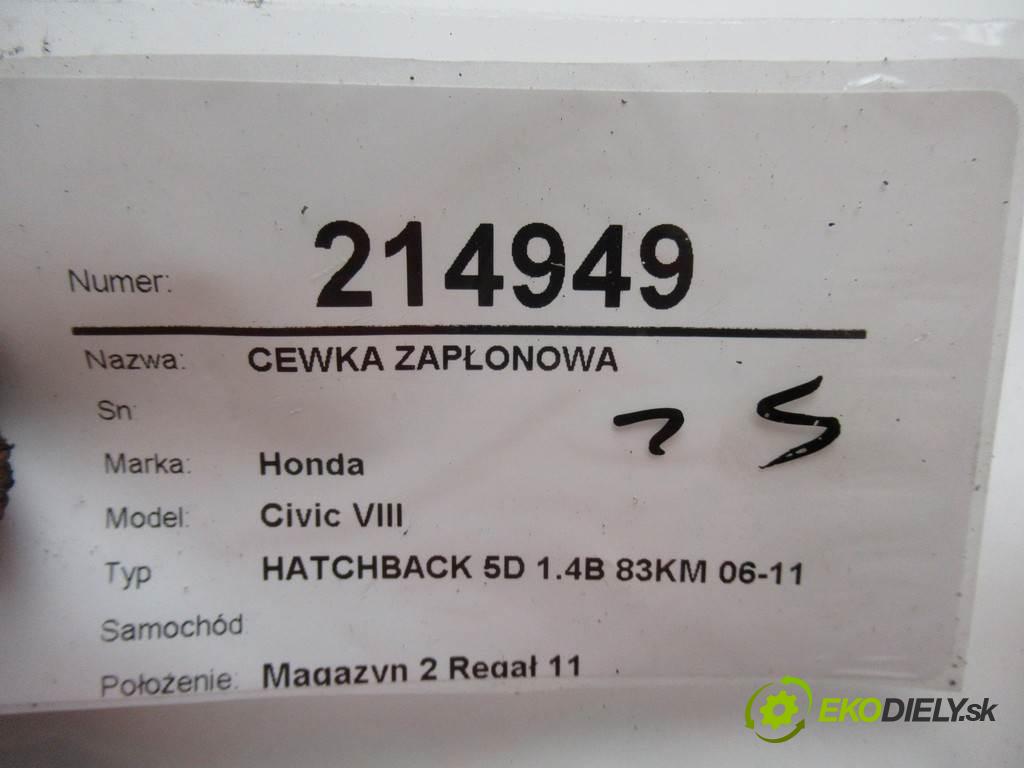 Numer: 214949
Nazwa: CEWKA ZAPŁONOWA
Sn:
Marka: Honda
Model: Civic VIII
Typ HATCHBACK 5D 1.4B 83KM 06-11
Samochód
Położenie: Magazyn 2 Regał 11
EKODIELY.sk